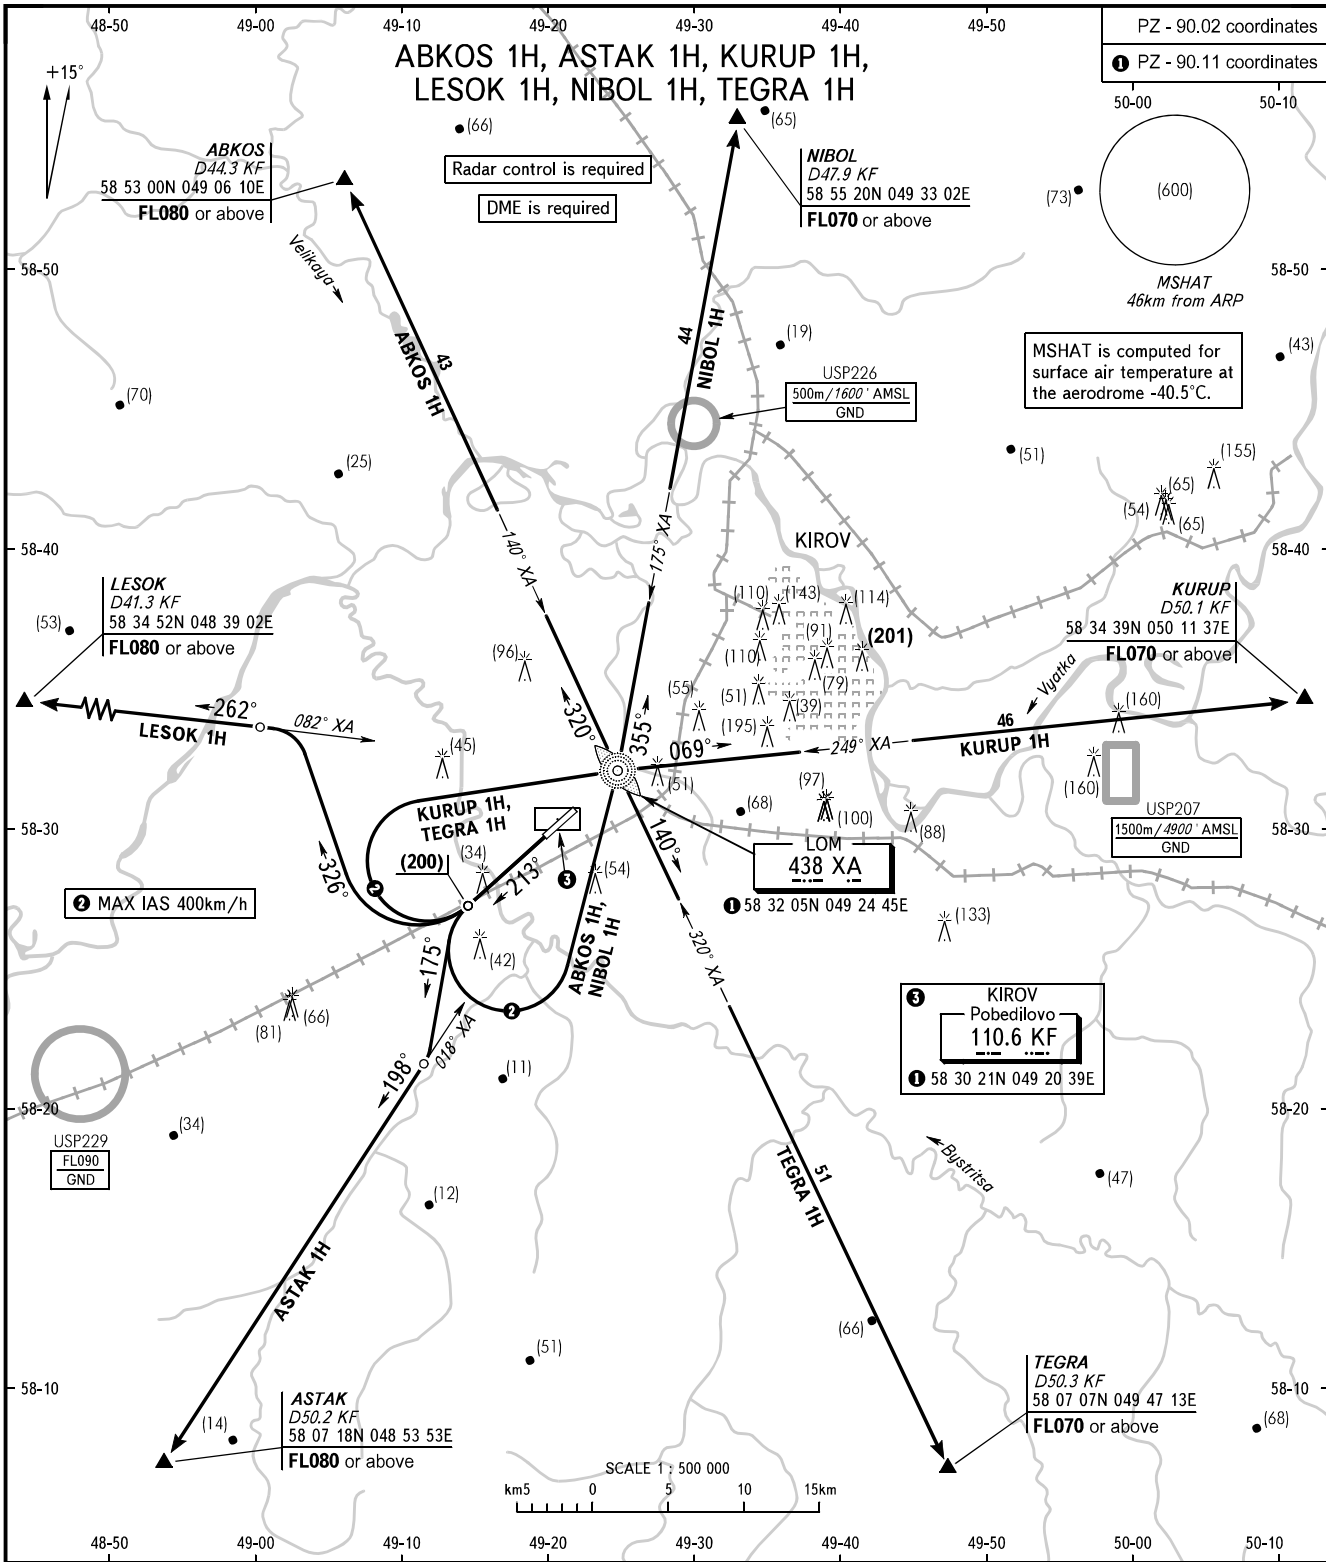 48-50
49-00
49-10
49-20
49-30
49-40
49-50
PZ - 90.02 coordinates
❶ PZ - 90.11 coordinates
50-00
50-10
ABKOS 1H, ASTAK 1H, KURUP 1H,
LESOK 1H, NIBOL 1H, TEGRA 1H
+15°
(66)
(65)
Radar control is required
DME is required
ABKOS
D44.3 KF
58 53 00N 049 06 10E
FL080 or above
NIBOL
D47.9 KF
58 55 20N 049 33 02E
FL070 or above
(73)
(600)
MSHAT
46km from ARP
58-50
58-50
Velikaya
MSHAT is computed for
surface air temperature at
the aerodrome -40.5°C.
(19)
(43)
43
ABKOS 1H
44
NIBOL 1H
USP226
500m/1600' AMSL
GND
(70)
(25)
(51)
(155)
(65)
(54)
(65)
58-40
58-40
140° XA
175° XA
KIROV
LESOK
D41.3 KF
58 34 52N 048 39 02E
FL080 or above
(53)
KURUP
D50.1 KF
58 34 39N 050 11 37E
FL070 or above
(110)
(143)
(114)
(91)
(201)
(110)
(79)
(96)
(55)
(51)
(39)
(195)
Vyatka
(160)
262°
082° XA
LESOK 1H
320°
355°
069°
249° XA
46
KURUP 1H
(45)
(51)
(97)
(160)
USP207
1500m/4900' AMSL
GND
KURUP 1H,
TEGRA 1H
(68)
(100)
(88)
58-30
58-30
140°
LOM
438 XA
❶ 58 32 05N 049 24 45E
(200)
(34)
213°
❸
(54)
326°
❷
❷ MAX IAS 400km/h
(133)
175°
(42)
ABKOS 1H,
NIBOL 1H
320° XA
❷
018° XA
(81)
(66)
❸ KIROV
Pobedilovo
110.6 KF
❶ 58 30 21N 049 20 39E
198°
(11)
58-20
58-20
(34)
USP229
FL090
GND
Bystritsa
(47)
(12)
51
TEGRA 1H
ASTAK 1H
(66)
(51)
58-10
58-10
ASTAK
D50.2 KF
58 07 18N 048 53 53E
FL080 or above
(14)
TEGRA
D50.3 KF
58 07 07N 049 47 13E
FL070 or above
(68)
SCALE 1 : 500 000
km5
0
5
10
15km
48-50
49-00
49-10
49-20
49-30
49-40
49-50
50-00
50-10